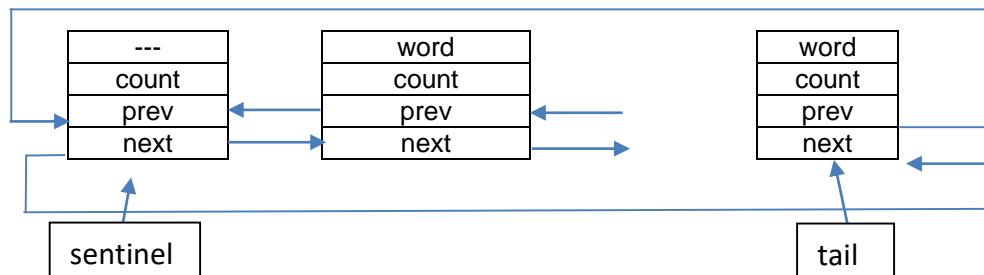 ---
count
prev
next
word
count
prev
next
word
count
prev
next
sentinel
tail